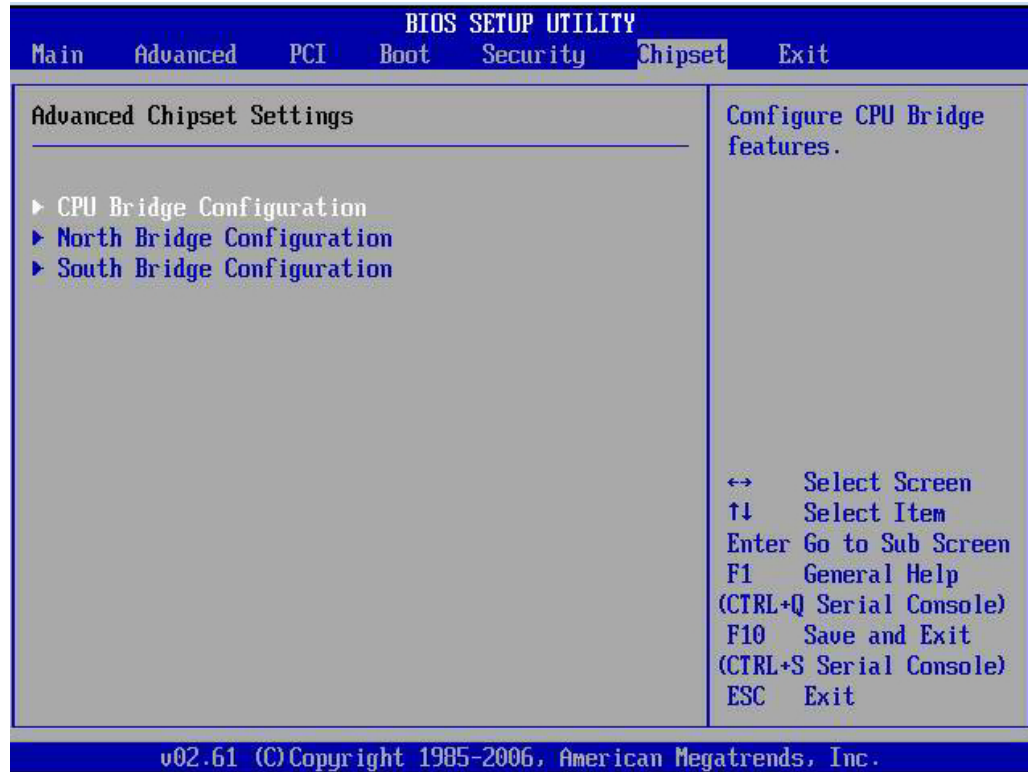 BIOS SETUP UTILITY
Main Advanced PCI Boot Security Chipset Exit
Advanced Chipset Settings
▶ CPU Bridge Configuration
▶ North Bridge Configuration
▶ South Bridge Configuration
Configure CPU Bridge
features.
↔ Select Screen
↑↓ Select Item
Enter Go to Sub Screen
F1 General Help
(CTRL+Q Serial Console)
F10 Save and Exit
(CTRL+S Serial Console)
ESC Exit
v02.61 (C)Copyright 1985-2006, American Megatrends, Inc.